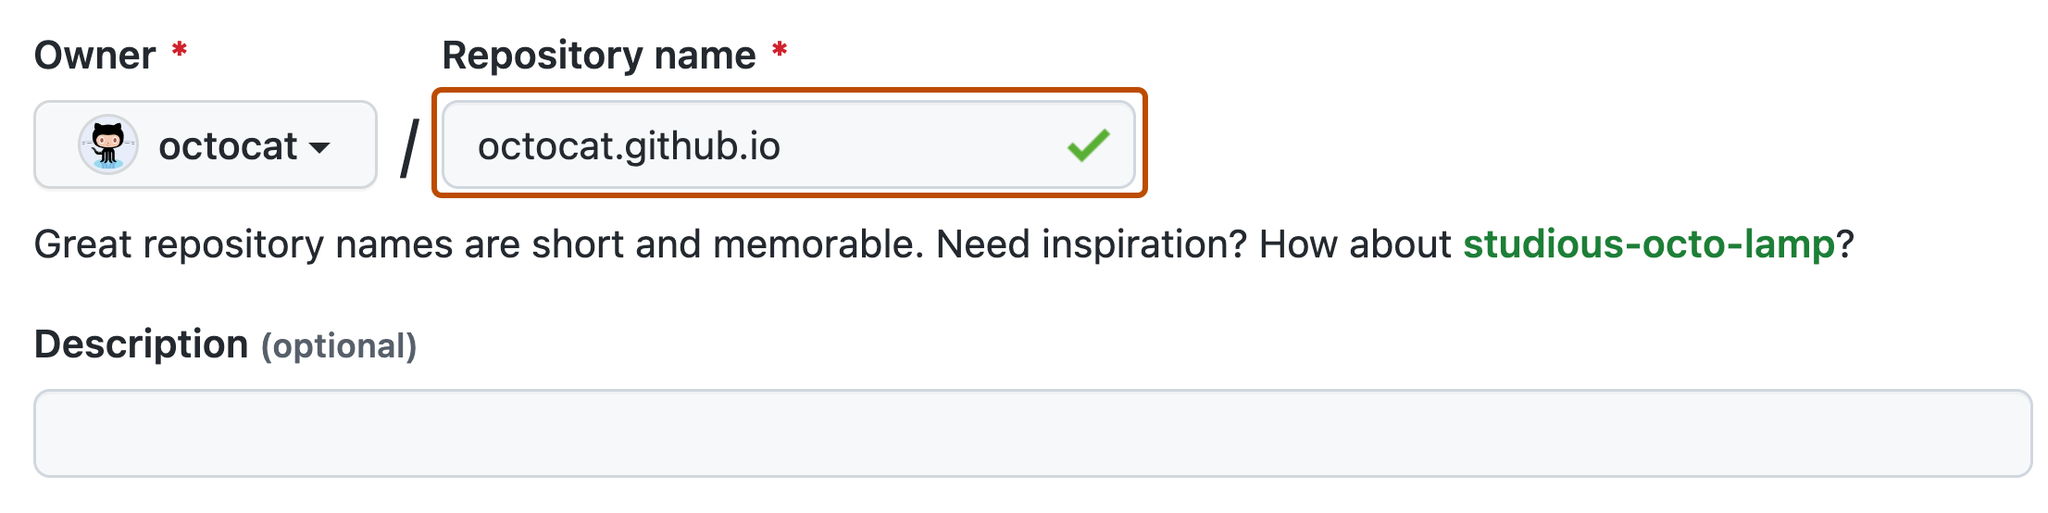 Owner * Repository name *
octocat / octocat.github.io
Great repository names are short and memorable. Need inspiration? How about studious-octo-lamp?
Description (optional)